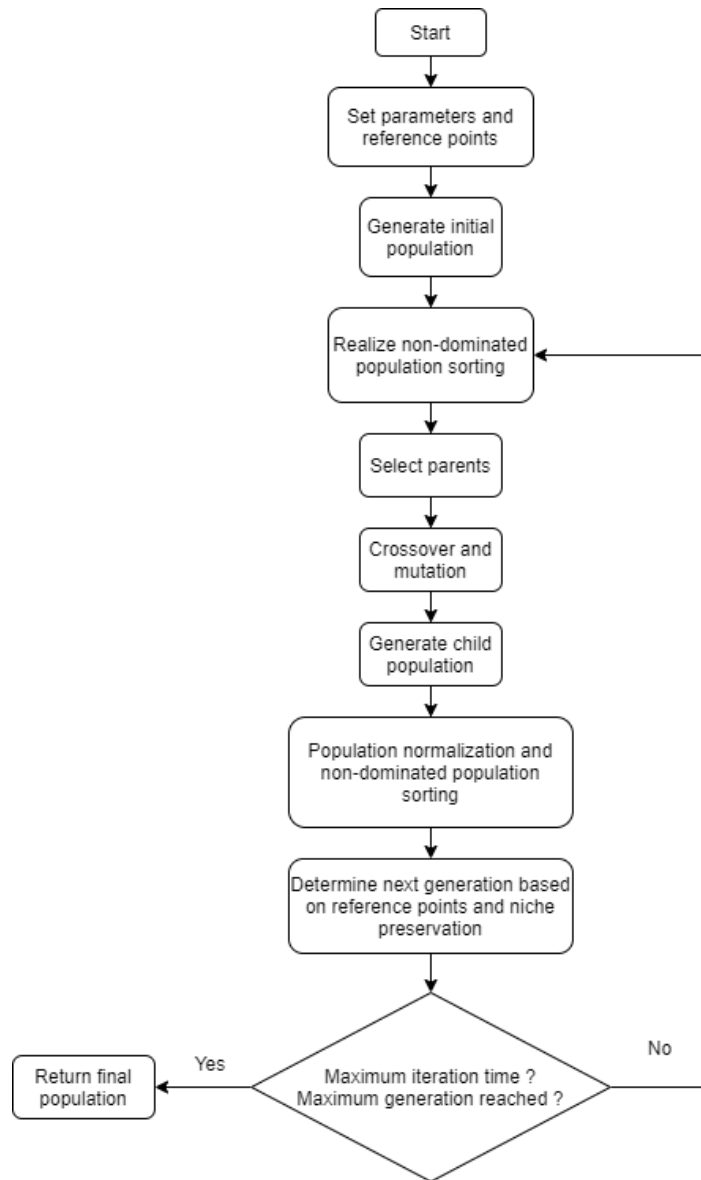 Start
Set parameters and
reference points
Generate initial
population
Realize non-dominated
population sorting
Select parents
Crossover and
mutation
Generate child
population
Population normalization and
non-dominated population
sorting
Determine next generation based
on reference points and niche
preservation
Maximum iteration time ?
Maximum generation reached ?
Yes
No
Return final
population